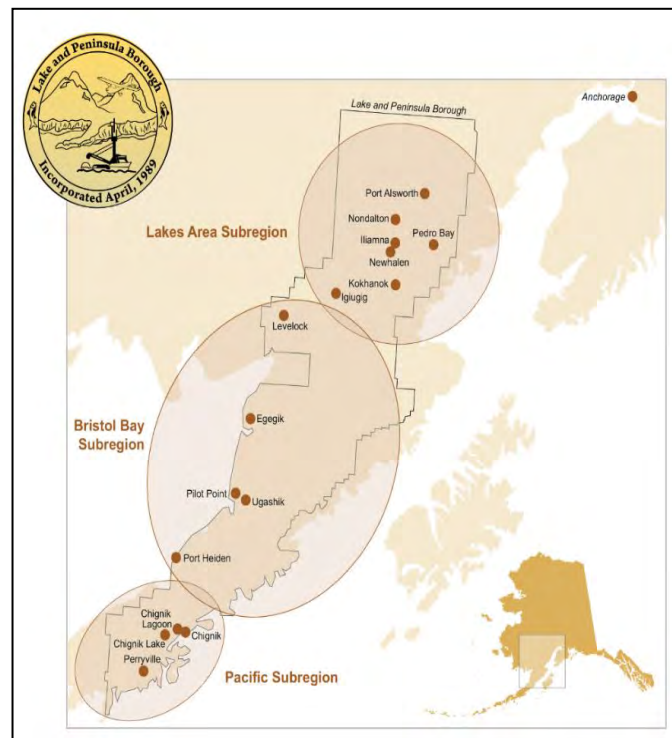 Lake and Peninsula Borough
Incorporated April, 1989
Lake and Peninsula Borough
Anchorage
Port Alsworth
Nondalton
Lakes Area Subregion
Iliamna
Pedro Bay
Newhalen
Kokhanok
Igiugig
Levelock
Egegik
Bristol Bay
Subregion
Pilot Point
Ugashik
Port Heiden
Chignik
Lagoon
Chignik
Chignik Lake
Perryville
Pacific Subregion